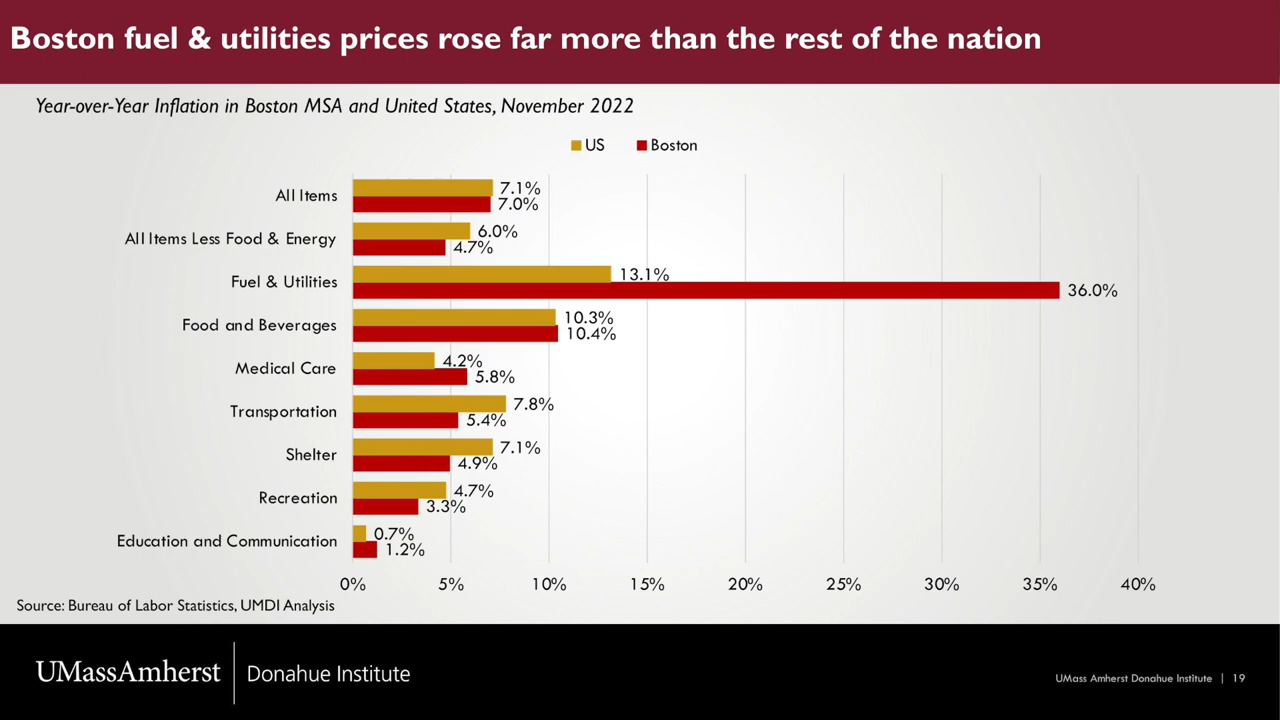 Boston fuel & utilities prices rose far more than the rest of the nation
Year-over-Year Inflation in Boston MSA and United States, November 2022
US Boston
All Items 7.1% 7.0%
All Items Less Food & Energy 6.0% 4.7%
Fuel & Utilities 13.1% 36.0%
Food and Beverages 10.3% 10.4%
Medical Care 4.2% 5.8%
Transportation 7.8% 5.4%
Shelter 7.1% 4.9%
Recreation 4.7% 3.3%
Education and Communication 0.7% 1.2%
0% 5% 10% 15% 20% 25% 30% 35% 40%
Source: Bureau of Labor Statistics, UMDI Analysis
UMassAmherst Donahue Institute
UMass Amherst Donahue Institute | 19